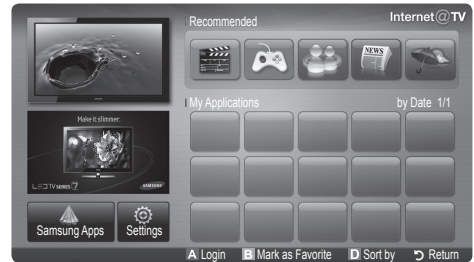 Internet@TV
Recommended
NEWS
My Applications by Date 1/1
Make it slimmer.
LED TV SERIES 7 SAMSUNG
Samsung Apps Settings
A Login B Mark as Favorite D Sort by Return